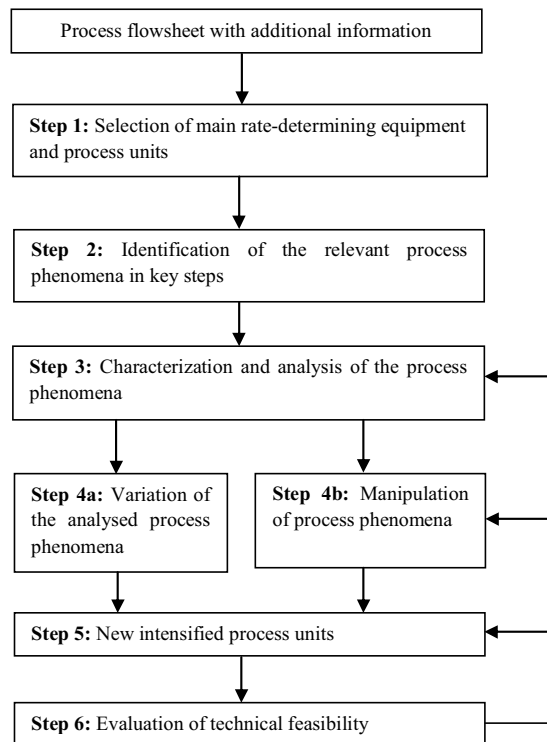 Process flowsheet with additional information
Step 1: Selection of main rate-determining equipment
and process units
Step 2: Identification of the relevant process
phenomena in key steps
Step 3: Characterization and analysis of the process
phenomena
Step 4a: Variation of
the analysed process
phenomena
Step 4b: Manipulation
of process phenomena
Step 5: New intensified process units
Step 6: Evaluation of technical feasibility